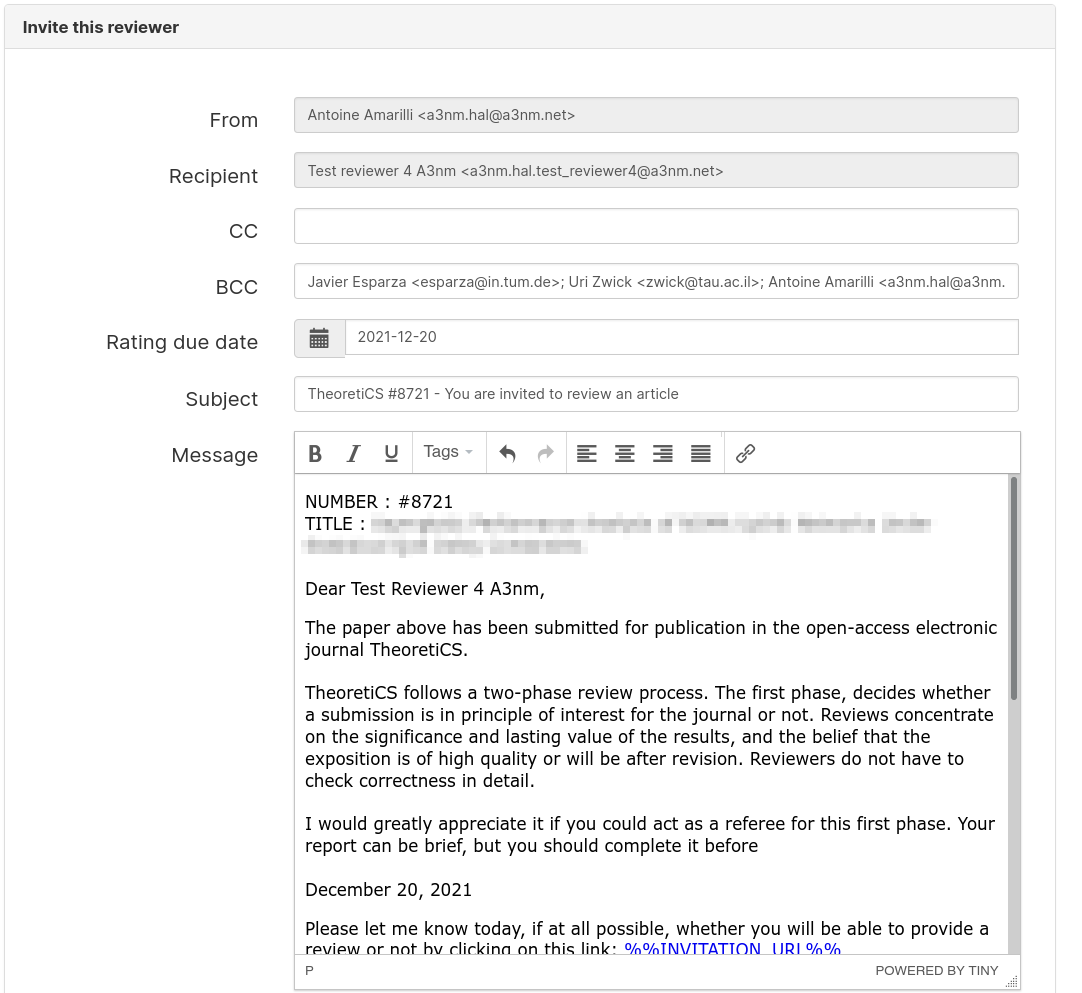 Invite this reviewer
From
Antoine Amarilli <a3nm.hal@a3nm.net>
Recipient
Test reviewer 4 A3nm <a3nm.hal.test_reviewer4@a3nm.net>
CC
BCC
Javier Esparza <esparza@in.tum.de>; Uri Zwick <zwick@tau.ac.il>; Antoine Amarilli <a3nm.hal@a3nm.
Rating due date
2021-12-20
Subject
TheoretiCS #8721 - You are invited to review an article
Message
B I U Tags
NUMBER : #8721
TITLE :
Dear Test Reviewer 4 A3nm,
The paper above has been submitted for publication in the open-access electronic
journal TheoretiCS.
TheoretiCS follows a two-phase review process. The first phase, decides whether
a submission is in principle of interest for the journal or not. Reviews concentrate
on the significance and lasting value of the results, and the belief that the
exposition is of high quality or will be after revision. Reviewers do not have to
check correctness in detail.
I would greatly appreciate it if you could act as a referee for this first phase. Your
report can be brief, but you should complete it before
December 20, 2021
Please let me know today, if at all possible, whether you will be able to provide a
review or not by clicking on this link: %%INVITATION_URL%%
P
POWERED BY TINY